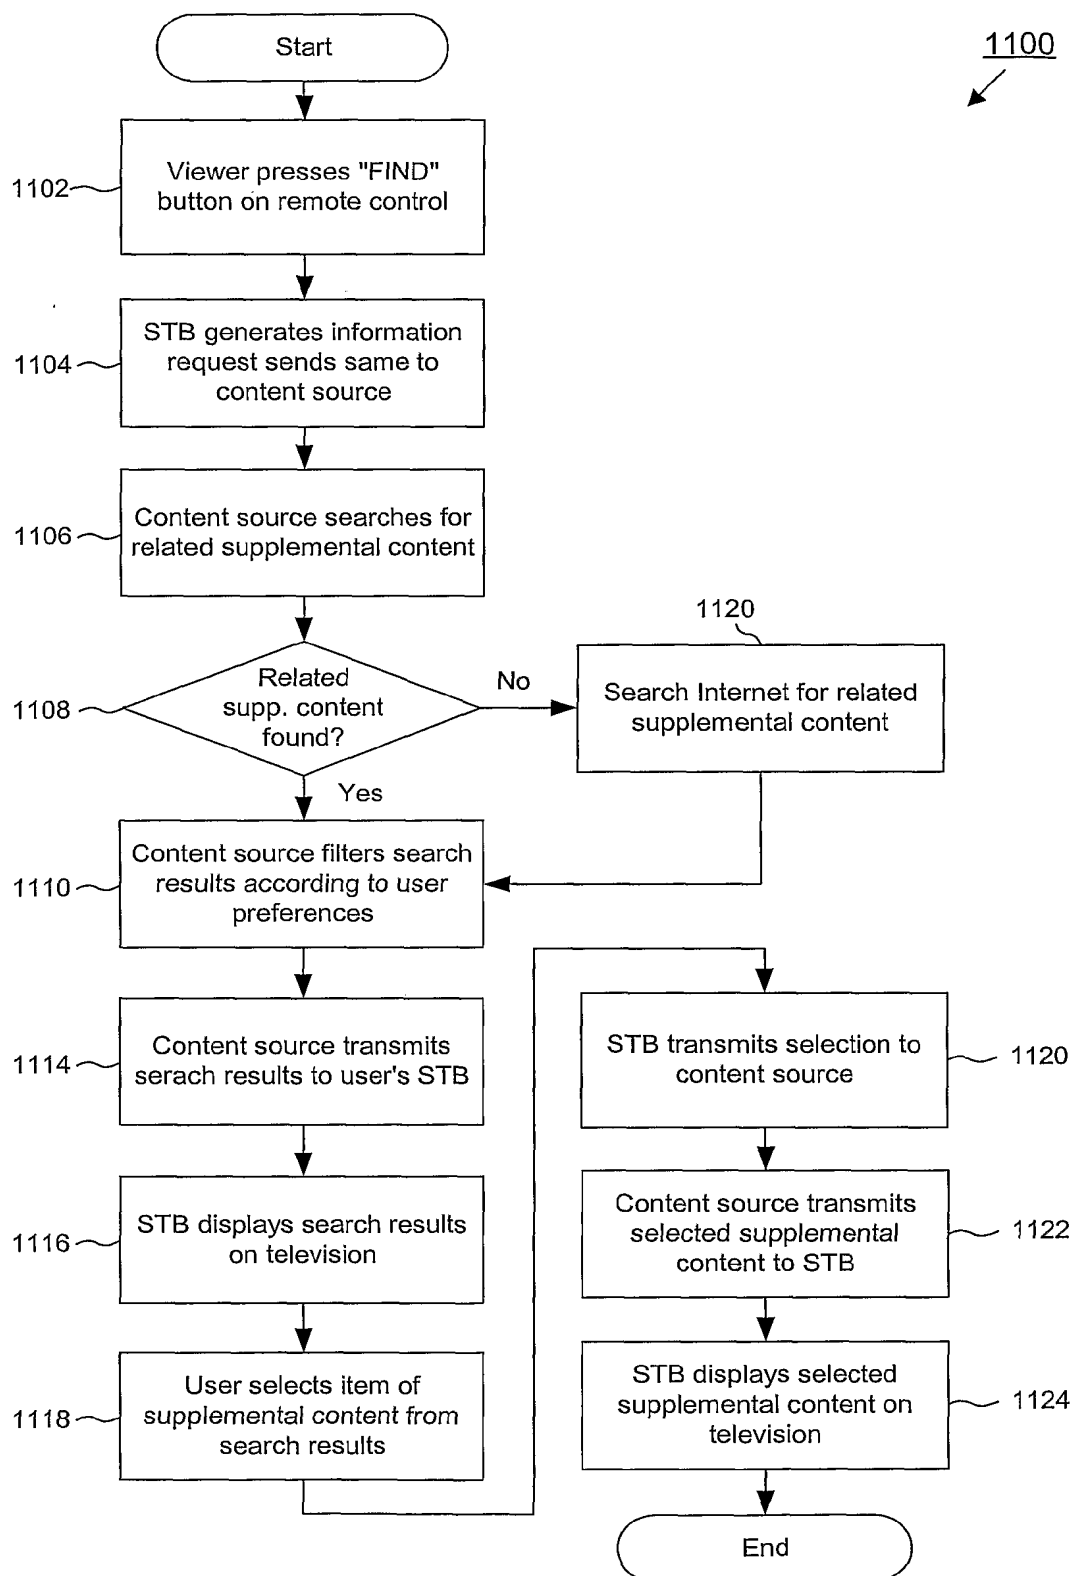 Start
1100
1102
Viewer presses "FIND"
button on remote control
1104
STB generates information
request sends same to
content source
1106
Content source searches for
related supplemental content
1108
Related
supp. content
found?
No
1120
Search Internet for related
supplemental content
Yes
1110
Content source filters search
results according to user
preferences
1114
Content source transmits
serach results to user's STB
1116
STB displays search results
on television
1118
User selects item of
supplemental content from
search results
STB transmits selection to
content source
1120
Content source transmits
selected supplemental
content to STB
1122
STB displays selected
supplemental content on
television
1124
End